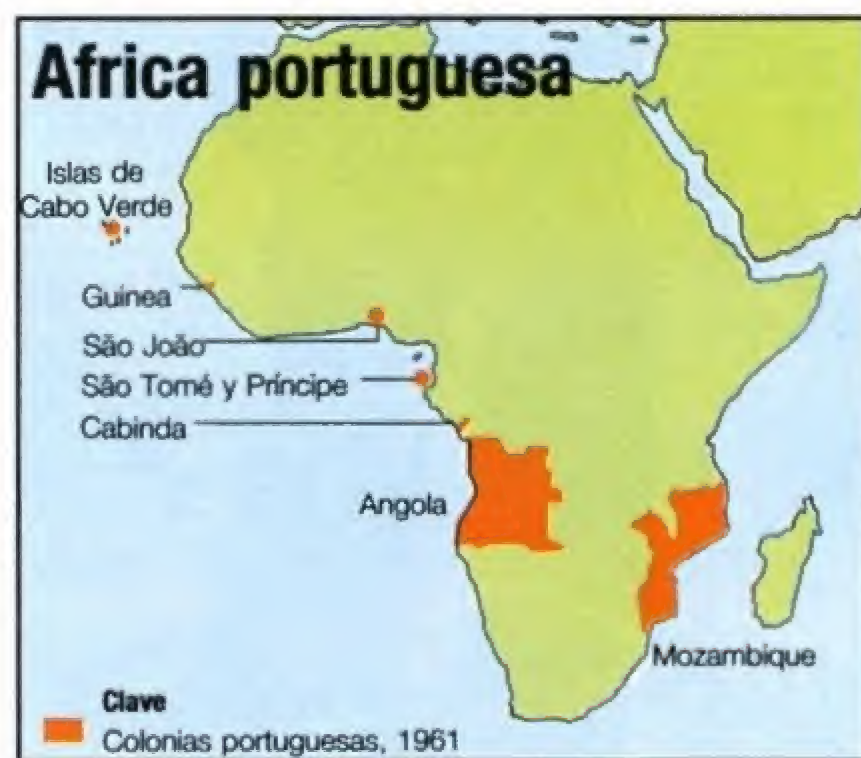 Africa portuguesa
Islas de
Cabo Verde
Guinea
São João
São Tomé y Príncipe
Cabinda
Angola
Mozambique
Clave
Colonias portuguesas, 1961